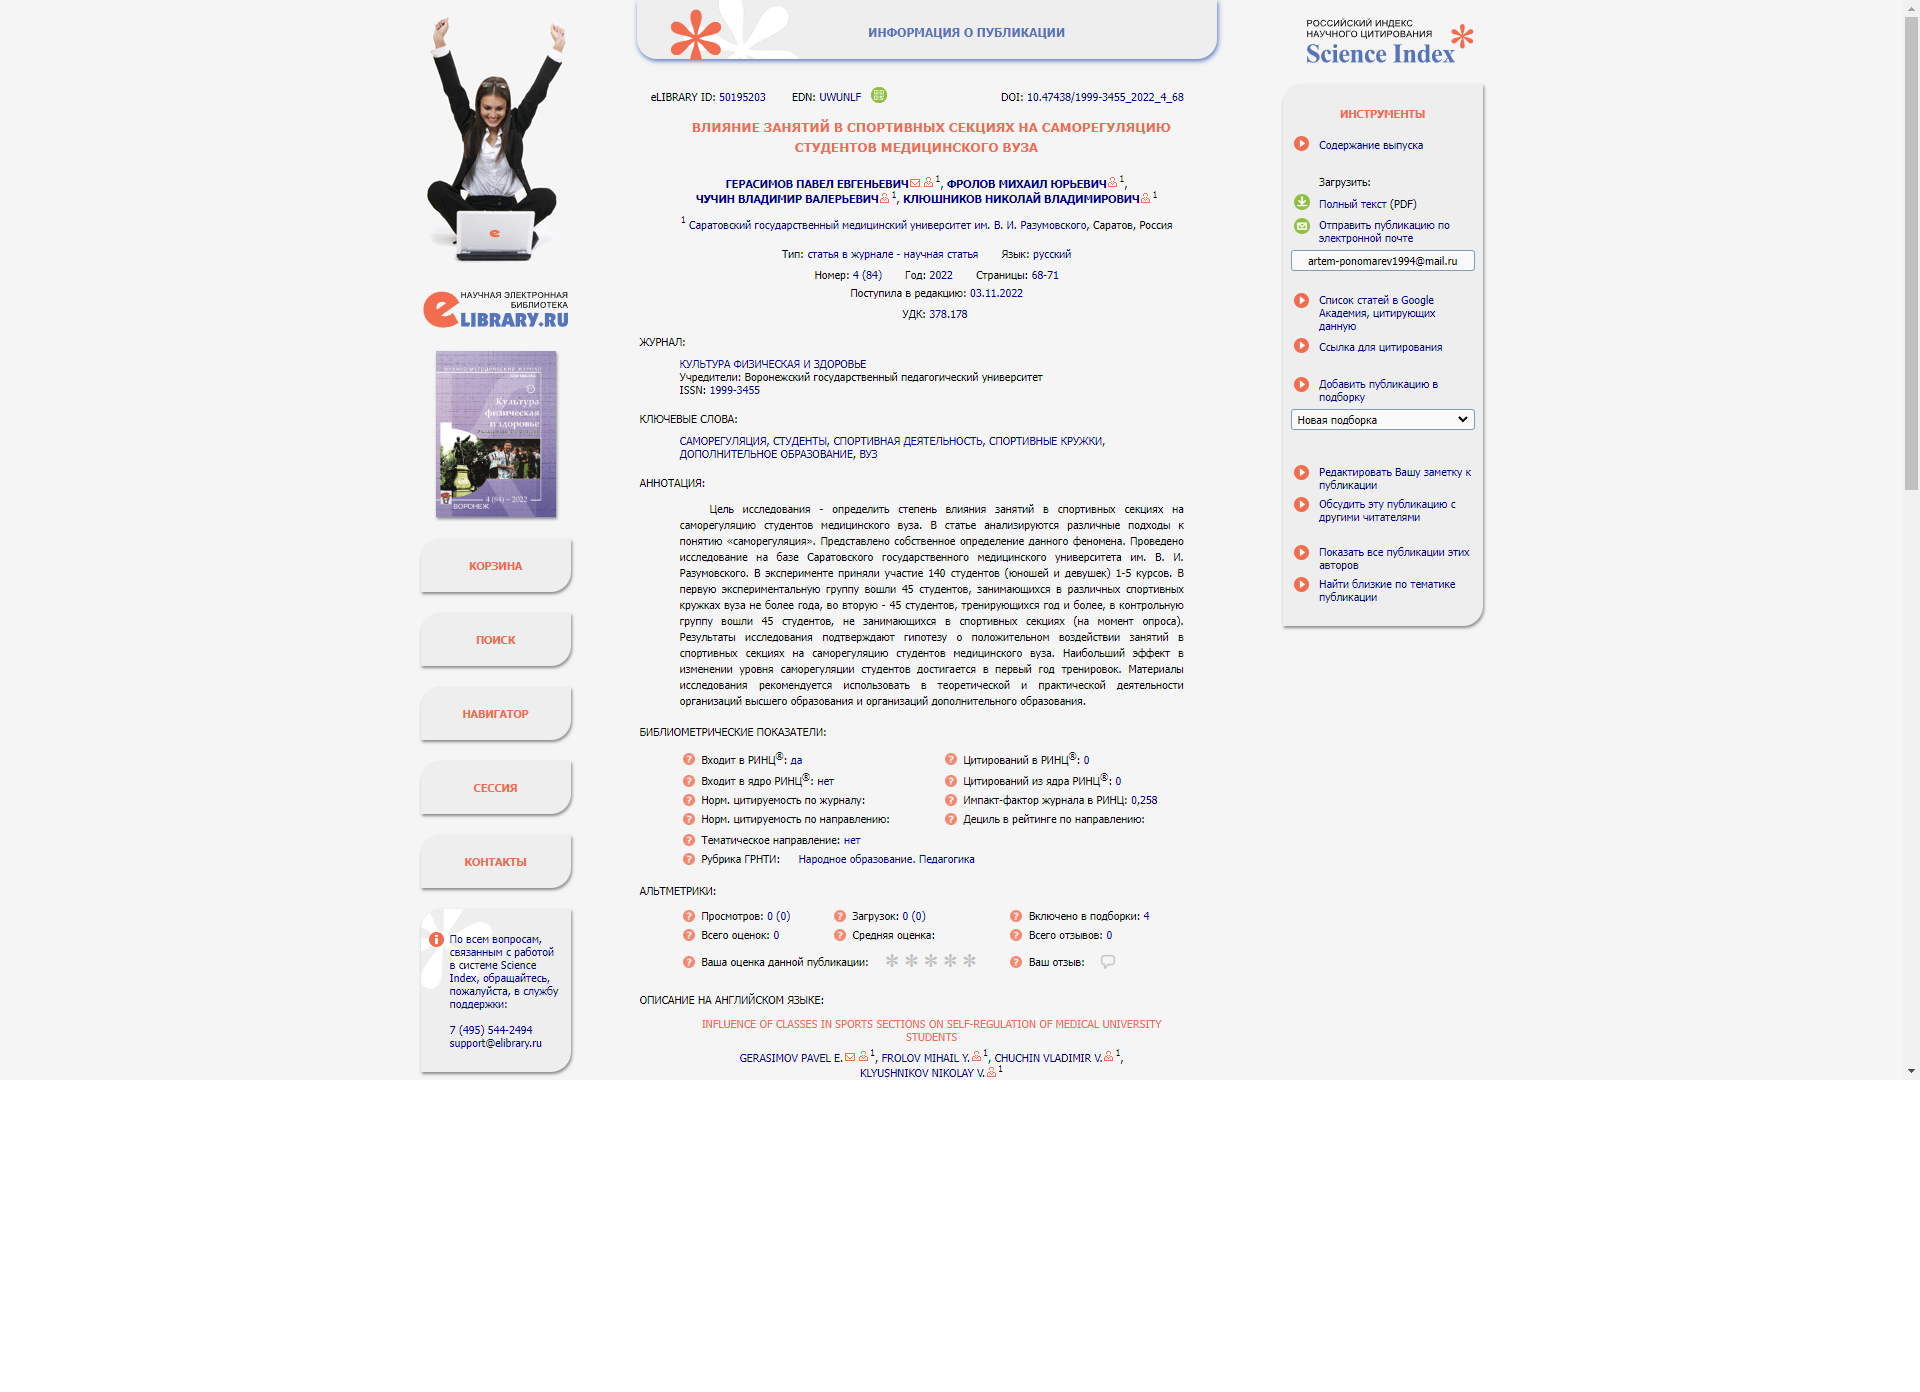 ИНФОРМАЦИЯ О ПУБЛИКАЦИИ
eLIBRARY ID: 50195203 EDN: UWUNLF DOI: 10.47438/1999-3455_2022_4_68
ВЛИЯНИЕ ЗАНЯТИЙ В СПОРТИВНЫХ СЕКЦИЯХ НА САМОРЕГУЛЯЦИЮ
СТУДЕНТОВ МЕДИЦИНСКОГО ВУЗА
ГЕРАСИМОВ ПАВЕЛ ЕВГЕНЬЕВИЧ 1, ФРОЛОВ МИХАИЛ ЮРЬЕВИЧ 1,
ЧУЧИН ВЛАДИМИР ВАЛЕРЬЕВИЧ 1, КЛЮШНИКОВ НИКОЛАЙ ВЛАДИМИРОВИЧ 1
1 Саратовский государственный медицинский университет им. В. И. Разумовского, Саратов, Россия
Тип: статья в журнале - научная статья Язык: русский
Номер: 4 (84) Год: 2022 Страницы: 68-71
Поступила в редакцию: 03.11.2022
УДК: 378.178
ЖУРНАЛ:
КУЛЬТУРА ФИЗИЧЕСКАЯ И ЗДОРОВЬЕ
Учредители: Воронежский государственный педагогический университет
ISSN: 1999-3455
КЛЮЧЕВЫЕ СЛОВА:
САМОРЕГУЛЯЦИЯ, СТУДЕНТЫ, СПОРТИВНАЯ ДЕЯТЕЛЬНОСТЬ, СПОРТИВНЫЕ КРУЖКИ,
ДОПОЛНИТЕЛЬНОЕ ОБРАЗОВАНИЕ, ВУЗ
АННОТАЦИЯ:
Цель исследования - определить степень влияния занятий в спортивных секциях на
саморегуляцию студентов медицинского вуза. В статье анализируются различные подходы к
понятию «саморегуляция». Представлено собственное определение данного феномена. Проведено
исследование на базе Саратовского государственного медицинского университета им. В. И.
Разумовского. В эксперименте приняли участие 140 студентов (юношей и девушек) 1-5 курсов. В
первую экспериментальную группу вошли 45 студентов, занимающихся в различных спортивных
кружках вуза не более года, во вторую - 45 студентов, тренирующихся год и более, в контрольную
группу вошли 45 студентов, не занимающихся в спортивных секциях (на момент опроса).
Результаты исследования подтверждают гипотезу о положительном воздействии занятий в
спортивных секциях на саморегуляцию студентов медицинского вуза. Наибольший эффект в
изменении уровня саморегуляции студентов достигается в первый год тренировок. Материалы
исследования рекомендуется использовать в теоретической и практической деятельности
организаций высшего образования и организаций дополнительного образования.
БИБЛИОМЕТРИЧЕСКИЕ ПОКАЗАТЕЛИ:
Входит в РИНЦ®: да Цитирований в РИНЦ®: 0
Входит в ядро РИНЦ®: нет Цитирований из ядра РИНЦ®: 0
Норм. цитируемость по журналу: Импакт-фактор журнала в РИНЦ: 0,258
Норм. цитируемость по направлению: Дециль в рейтинге по направлению:
Тематическое направление: нет
Рубрика ГРНТИ: Народное образование. Педагогика
АЛЬТМЕТРИКИ:
Просмотров: 0 (0) Загрузок: 0 (0) Включено в подборки: 4
Всего оценок: 0 Средняя оценка: Всего отзывов: 0
Ваша оценка данной публикации: Ваш отзыв:
ОПИСАНИЕ НА АНГЛИЙСКОМ ЯЗЫКЕ:
INFLUENCE OF CLASSES IN SPORTS SECTIONS ON SELF-REGULATION OF MEDICAL UNIVERSITY
STUDENTS
GERASIMOV PAVEL E. 1, FROLOV MIHAIL Y. 1, CHUCHIN VLADIMIR V. 1,
KLYUSHNIKOV NIKOLAY V. 1
НАУЧНАЯ ЭЛЕКТРОННАЯ
БИБЛИОТЕКА
eLIBRARY.RU
Культура
физическая
и здоровье
4 (84) – 2022
ВОРОНЕЖ
КОРЗИНА
ПОИСК
НАВИГАТОР
СЕССИЯ
КОНТАКТЫ
По всем вопросам,
связанным с работой
в системе Science
Index, обращайтесь,
пожалуйста, в службу
поддержки:
7 (495) 544-2494
support@elibrary.ru
РОССИЙСКИЙ ИНДЕКС
НАУЧНОГО ЦИТИРОВАНИЯ
Science Index
ИНСТРУМЕНТЫ
Содержание выпуска
Загрузить:
Полный текст (PDF)
Отправить публикацию по
электронной почте
artem-ponomarev1994@mail.ru
Список статей в Google
Академия, цитирующих
данную
Ссылка для цитирования
Добавить публикацию в
подборку
Новая подборка
Редактировать Вашу заметку к
публикации
Обсудить эту публикацию с
другими читателями
Показать все публикации этих
авторов
Найти близкие по тематике
публикации